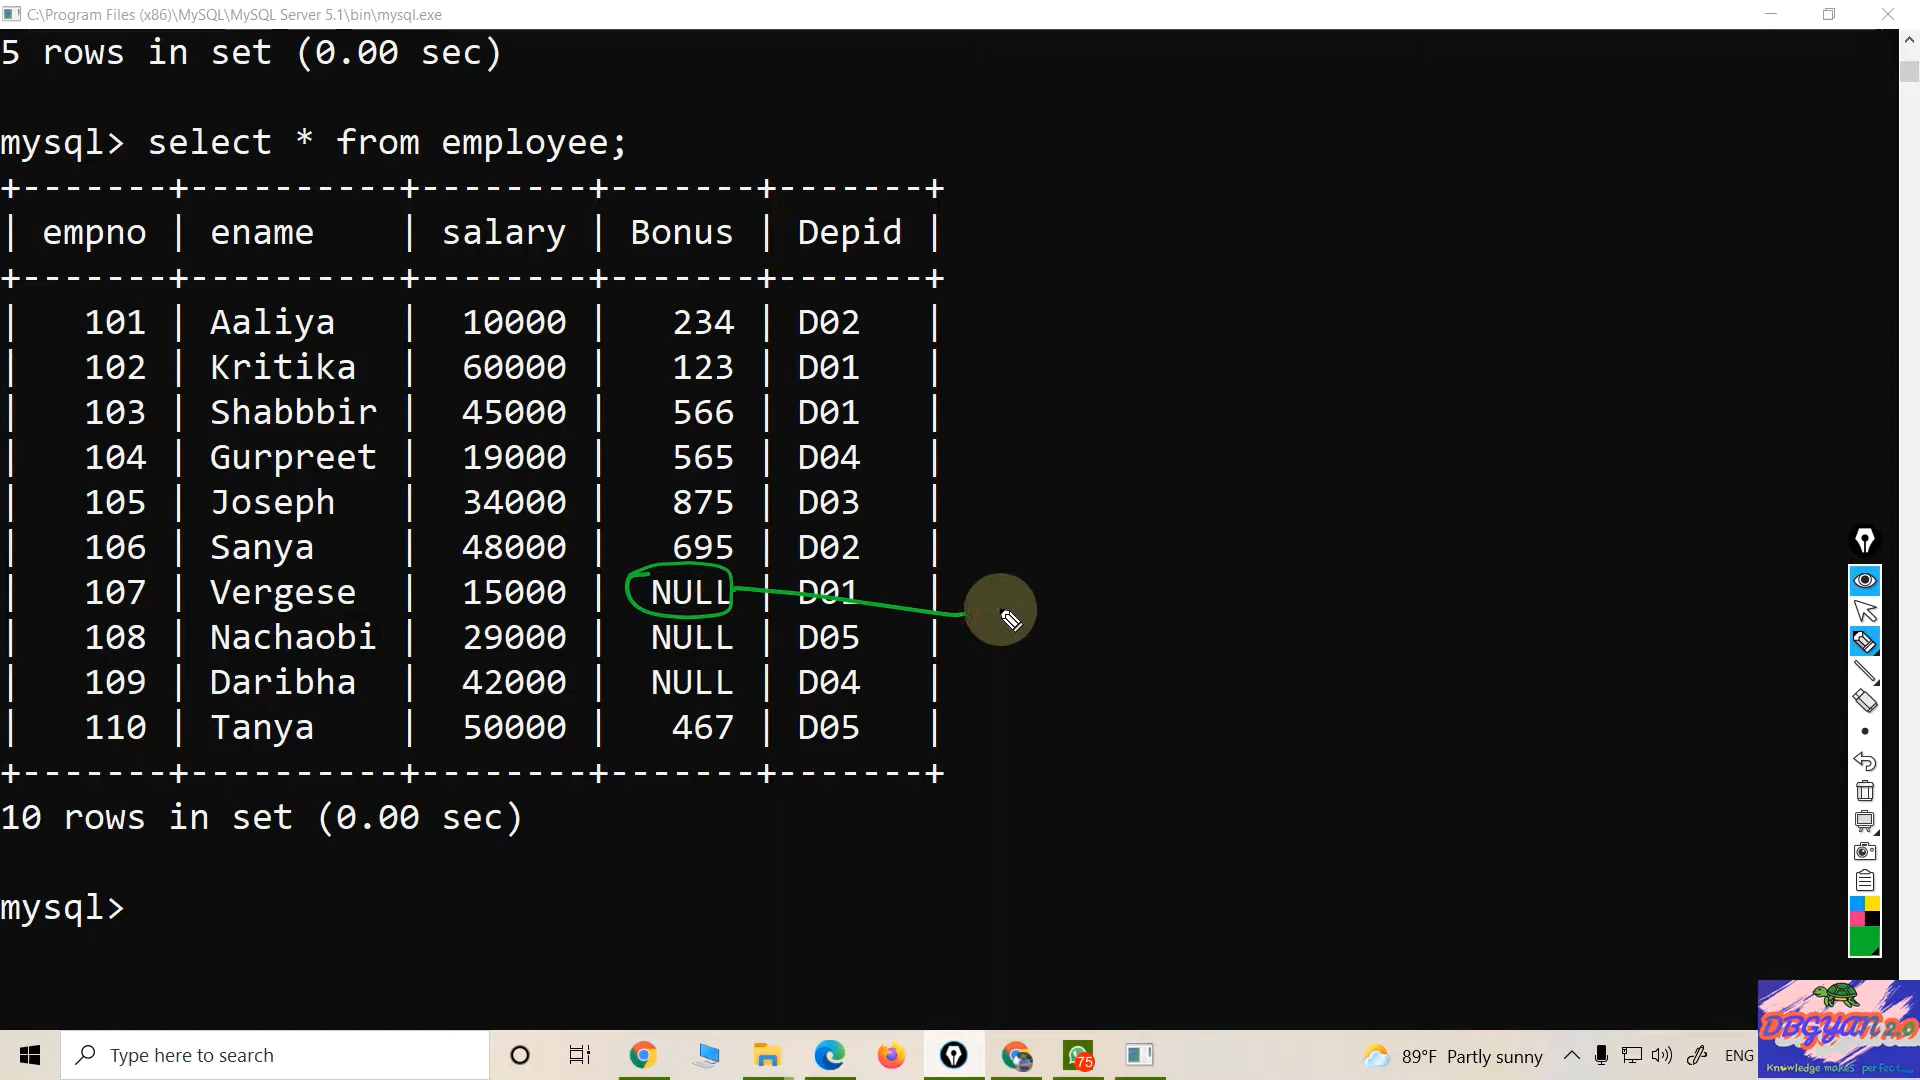 C:\Program Files (x86)\MySQL\MySQL Server 5.1\bin\mysql.exe
5 rows in set (0.00 sec)
mysql> select * from employee;
+-------+----------+--------+-------+-------+
| empno | ename    | salary | Bonus | Depid |
+-------+----------+--------+-------+-------+
|   101 | Aaliya   |  10000 |   234 | D02   |
|   102 | Kritika  |  60000 |   123 | D01   |
|   103 | Shabbbir |  45000 |   566 | D01   |
|   104 | Gurpreet |  19000 |   565 | D04   |
|   105 | Joseph   |  34000 |   875 | D03   |
|   106 | Sanya    |  48000 |   695 | D02   |
|   107 | Vergese  |  15000 |  NULL | D01   |
|   108 | Nachaobi |  29000 |  NULL | D05   |
|   109 | Daribha  |  42000 |  NULL | D04   |
|   110 | Tanya    |  50000 |   467 | D05   |
+-------+----------+--------+-------+-------+
10 rows in set (0.00 sec)
mysql>
DBGYAN 2.0
Knowledge makes perfect....
Type here to search
75
89°F Partly sunny
ENG